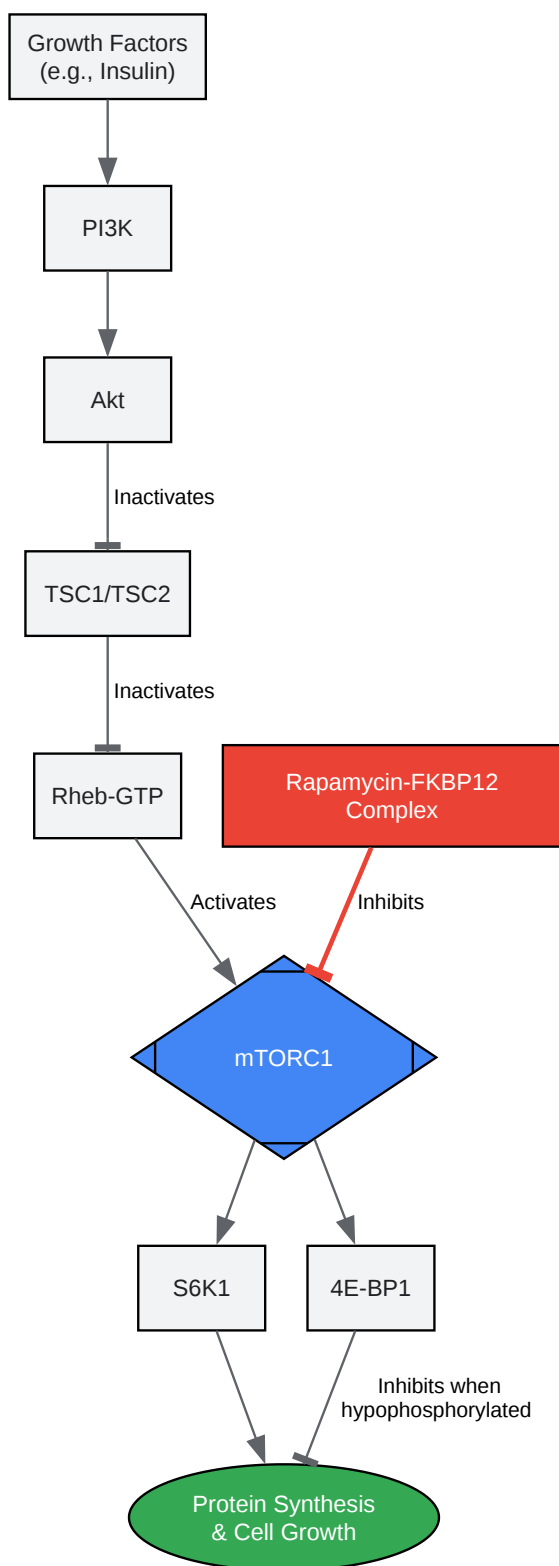 Growth Factors
(e.g., Insulin)
PI3K
Akt
Inactivates
TSC1/TSC2
Inactivates
Rheb-GTP
Rapamycin-FKBP12
Complex
Activates
Inhibits
mTORC1
S6K1
4E-BP1
Inhibits when
hypophosphorylated
Protein Synthesis
& Cell Growth